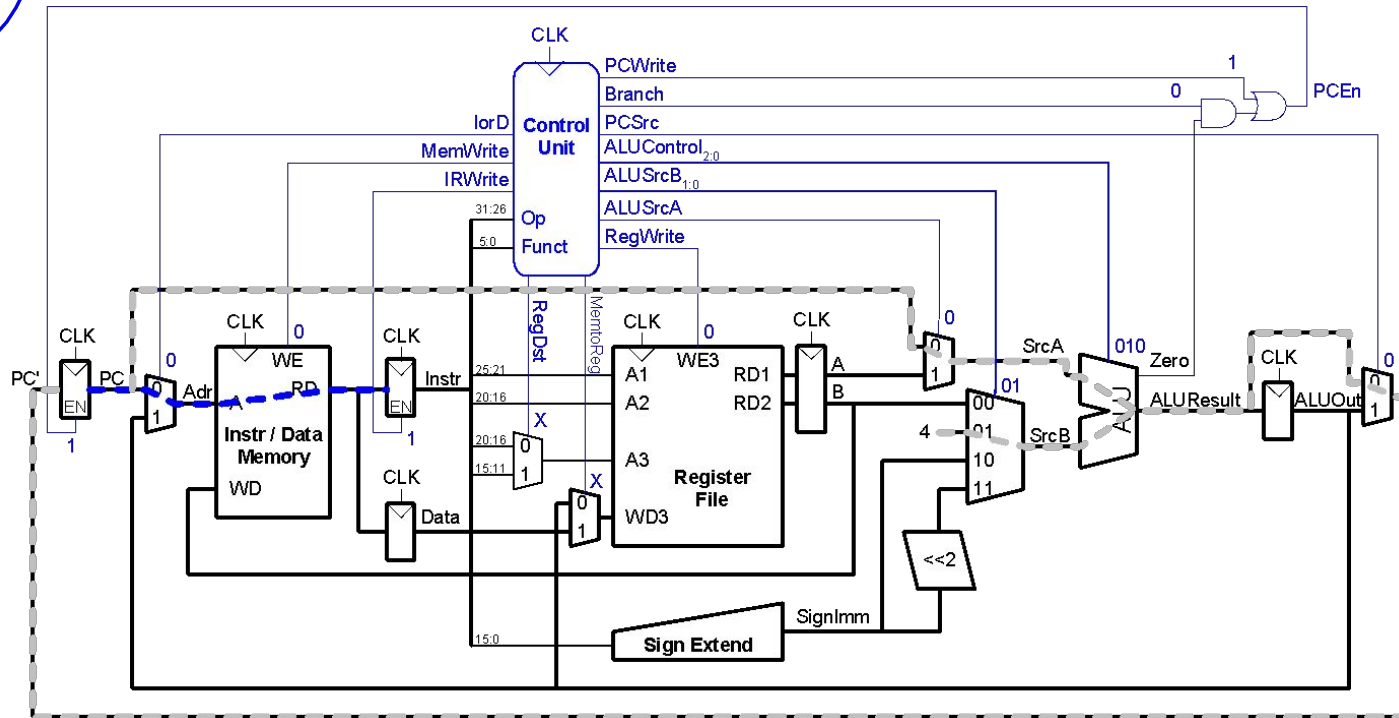 CLK
PCWrite
1
Branch
0
PCEn
IorD
Control
Unit
PCSrc
MemWrite
ALUControl2:0
IRWrite
ALUSrcB1:0
31:26
Op
ALUSrcA
5:0
Funct
RegWrite
RegDst
MemtoReg
CLK
0
CLK
WE
0
CLK
CLK
WE3
0
CLK
0
SrcA
010
Zero
CLK
0
PC'
PC
EN
1
0
1
Adr
A
RD
Instr / Data
Memory
WD
EN
1
Instr
25:21
A1
RD1
A
0
1
20:16
A2
RD2
B
01
00
4
01
SrcB
10
11
ALU
ALUResult
ALUOut
0
1
X
20:16
0
15:11
1
A3
Register
File
CLK
Data
X
0
1
WD3
<<2
SignImm
15:0
Sign Extend